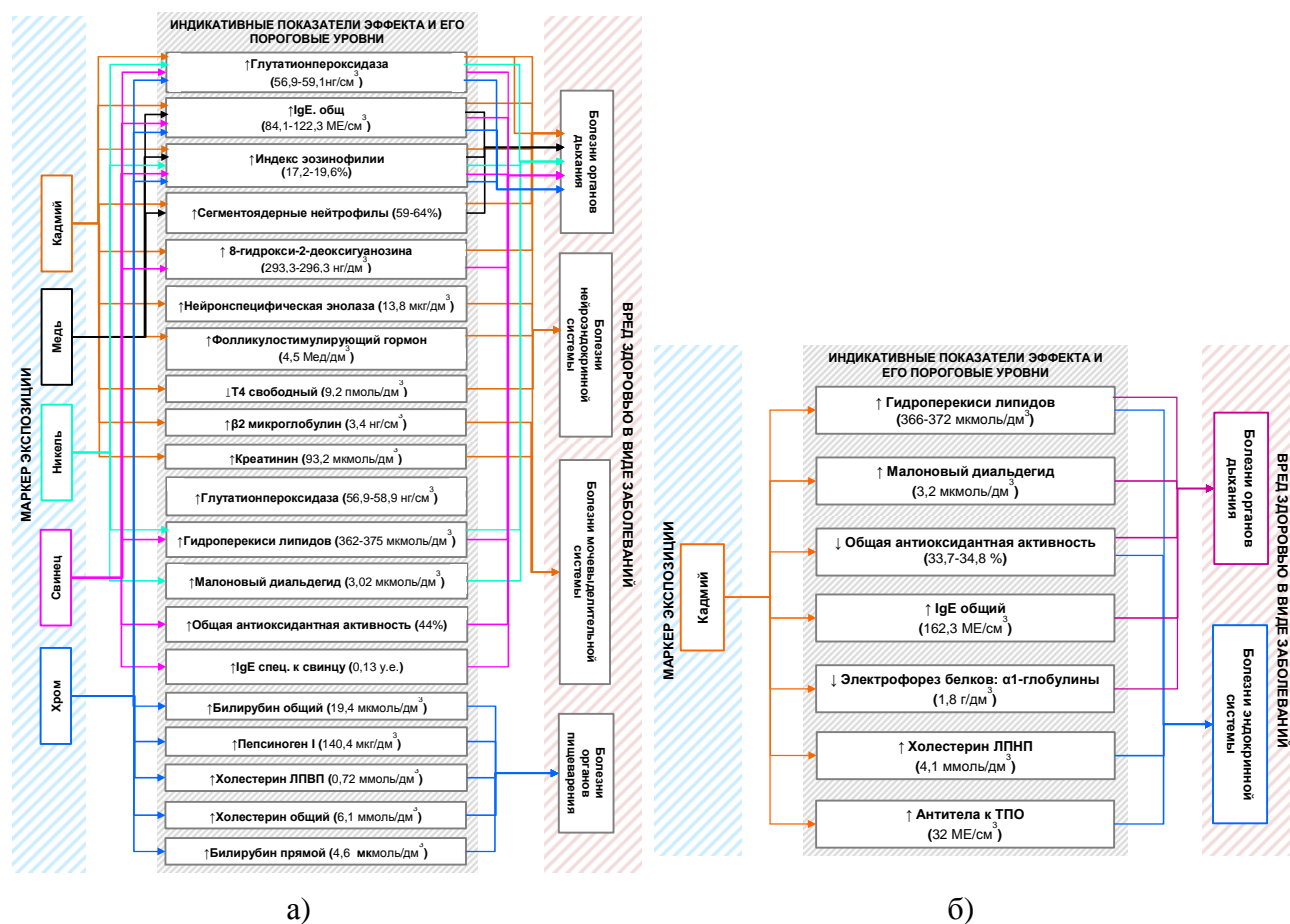 ИНДИКАТИВНЫЕ ПОКАЗАТЕЛИ ЭФФЕКТА И ЕГО
ПОРОГОВЫЕ УРОВНИ
МАРКЕР ЭКСПОЗИЦИИ
Кадмий
Медь
Никель
Свинец
Хром
↑Глутатионпероксидаза
(56,9-59,1нг/см3)
↑IgE. общ
(84,1-122,3 МЕ/см3)
↑Индекс эозинофилии
(17,2-19,6%)
↑Сегментоядерные нейтрофилы (59-64%)
↑ 8-гидрокси-2-деоксигуанозина
(293,3-296,3 нг/дм3)
↑Нейронспецифическая энолаза (13,8 мкг/дм3)
↑Фолликулостимулирующий гормон
(4,5 Мед/дм3)
↓Т4 свободный (9,2 пмоль/дм3)
↑β2 микроглобулин (3,4 нг/см3)
↑Креатинин (93,2 мкмоль/дм3)
↑Глутатионпероксидаза (56,9-58,9 нг/см3)
↑Гидроперекиси липидов (362-375 мкмоль/дм3)
↑Малоновый диальдегид (3,02 мкмоль/дм3)
↑Общая антиоксидантная активность (44%)
↑IgE спец. к свинцу (0,13 у.е.)
↑Билирубин общий (19,4 мкмоль/дм3)
↑Пепсиноген I (140,4 мкг/дм3)
↑Холестерин ЛПВП (0,72 ммоль/дм3)
↑Холестерин общий (6,1 ммоль/дм3)
↑Билирубин прямой (4,6 мкмоль/дм3)
Болезни органов
дыхания
Болезни
нейроэндокринной
системы
Болезни мочевыделительной
системы
Болезни
органов
пищеварения
ВРЕД ЗДОРОВЬЮ В ВИДЕ ЗАБОЛЕВАНИЙ
а)
ИНДИКАТИВНЫЕ ПОКАЗАТЕЛИ ЭФФЕКТА И
ЕГО ПОРОГОВЫЕ УРОВНИ
МАРКЕР ЭКСПОЗИЦИИ
Кадмий
↑ Гидроперекиси липидов
(366-372 мкмоль/дм3)
↑ Малоновый диальдегид
(3,2 мкмоль/дм3)
↓ Общая антиоксидантная активность
(33,7-34,8 %)
↑ IgE общий
(162,3 МЕ/см3)
↓ Электрофорез белков: α1-глобулины
(1,8 г/дм3)
↑ Холестерин ЛПНП
(4,1 ммоль/дм3)
↑ Антитела к ТПО
(32 МЕ/см3)
Болезни органов
дыхания
Болезни эндокринной
системы
ВРЕД ЗДОРОВЬЮ В ВИДЕ ЗАБОЛЕВАНИЙ
б)